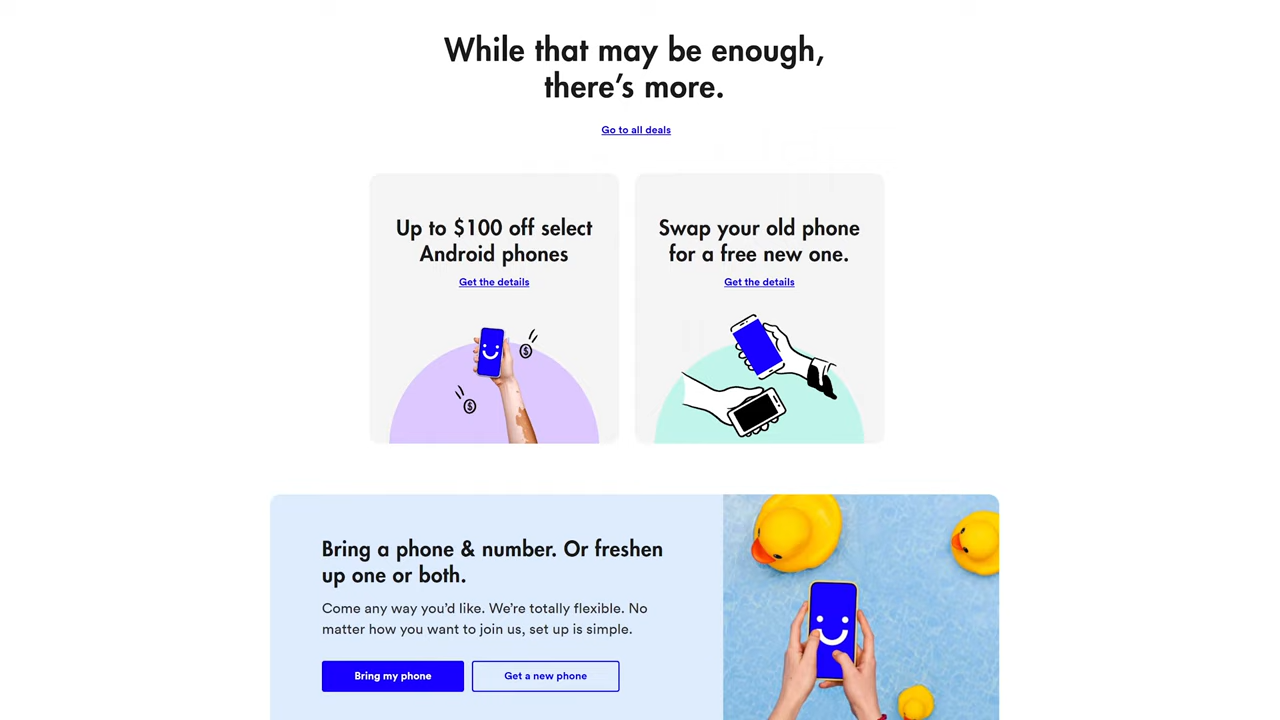 While that may be enough,
there's more.
Go to all deals
Up to $100 off select
Android phones
Get the details
Swap your old phone
for a free new one.
Get the details
$
$
Bring a phone & number. Or freshen
up one or both.
Come any way you'd like. We're totally flexible. No
matter how you want to join us, set up is simple.
Bring my phone
Get a new phone